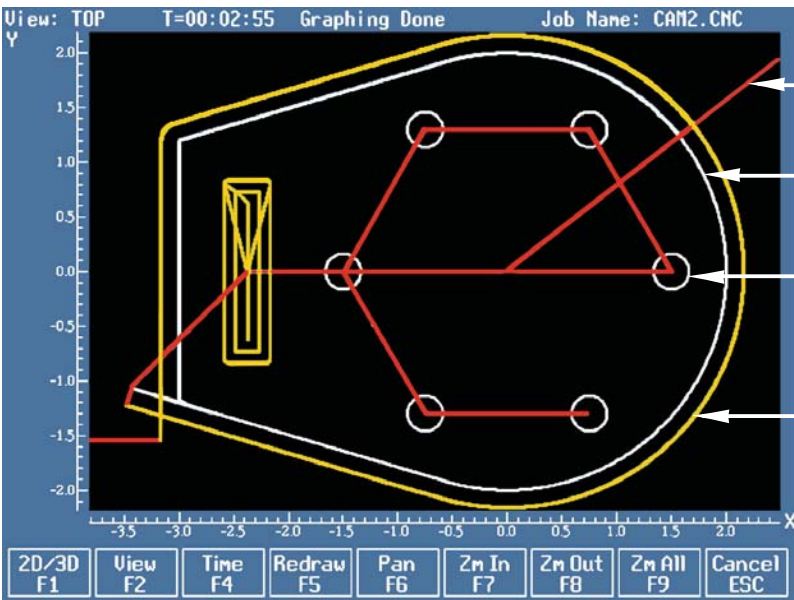 View: TOP T=00:02:55 Graphing Done Job Name: CAM2.CNC
Y
2.0
1.5
1.0
0.5
0.0
-0.5
-1.0
-1.5
-2.0
-3.5 -3.0 -2.5 -2.0 -1.5 -1.0 -0.5 0.0 0.5 1.0 1.5 2.0 X
2D/3D View Time Redraw Pan Zm In Zm Out Zm All Cancel
F1 F2 F4 F5 F6 F7 F8 F9 ESC